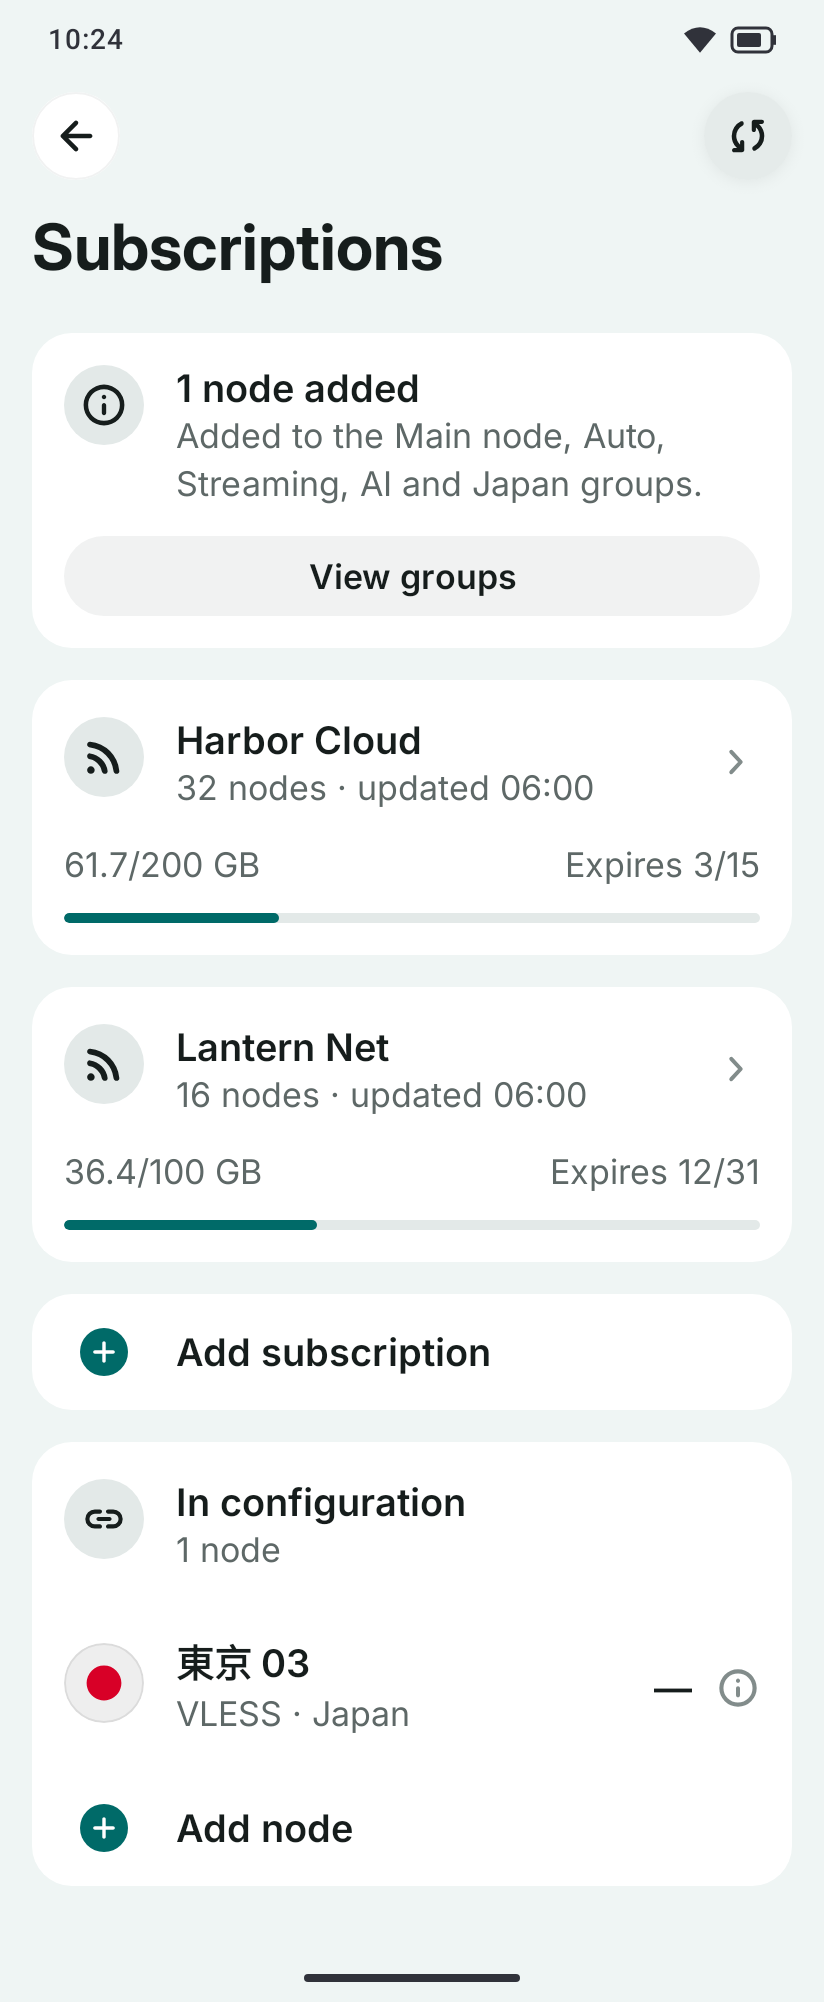 10:24
Subscriptions
1 node added
Added to the Main node, Auto,
Streaming, AI and Japan groups.
View groups
Harbor Cloud
32 nodes · updated 06:00
61.7/200 GB
Expires 3/15
Lantern Net
16 nodes · updated 06:00
36.4/100 GB
Expires 12/31
Add subscription
In configuration
1 node
東京 03
VLESS · Japan
—
Add node